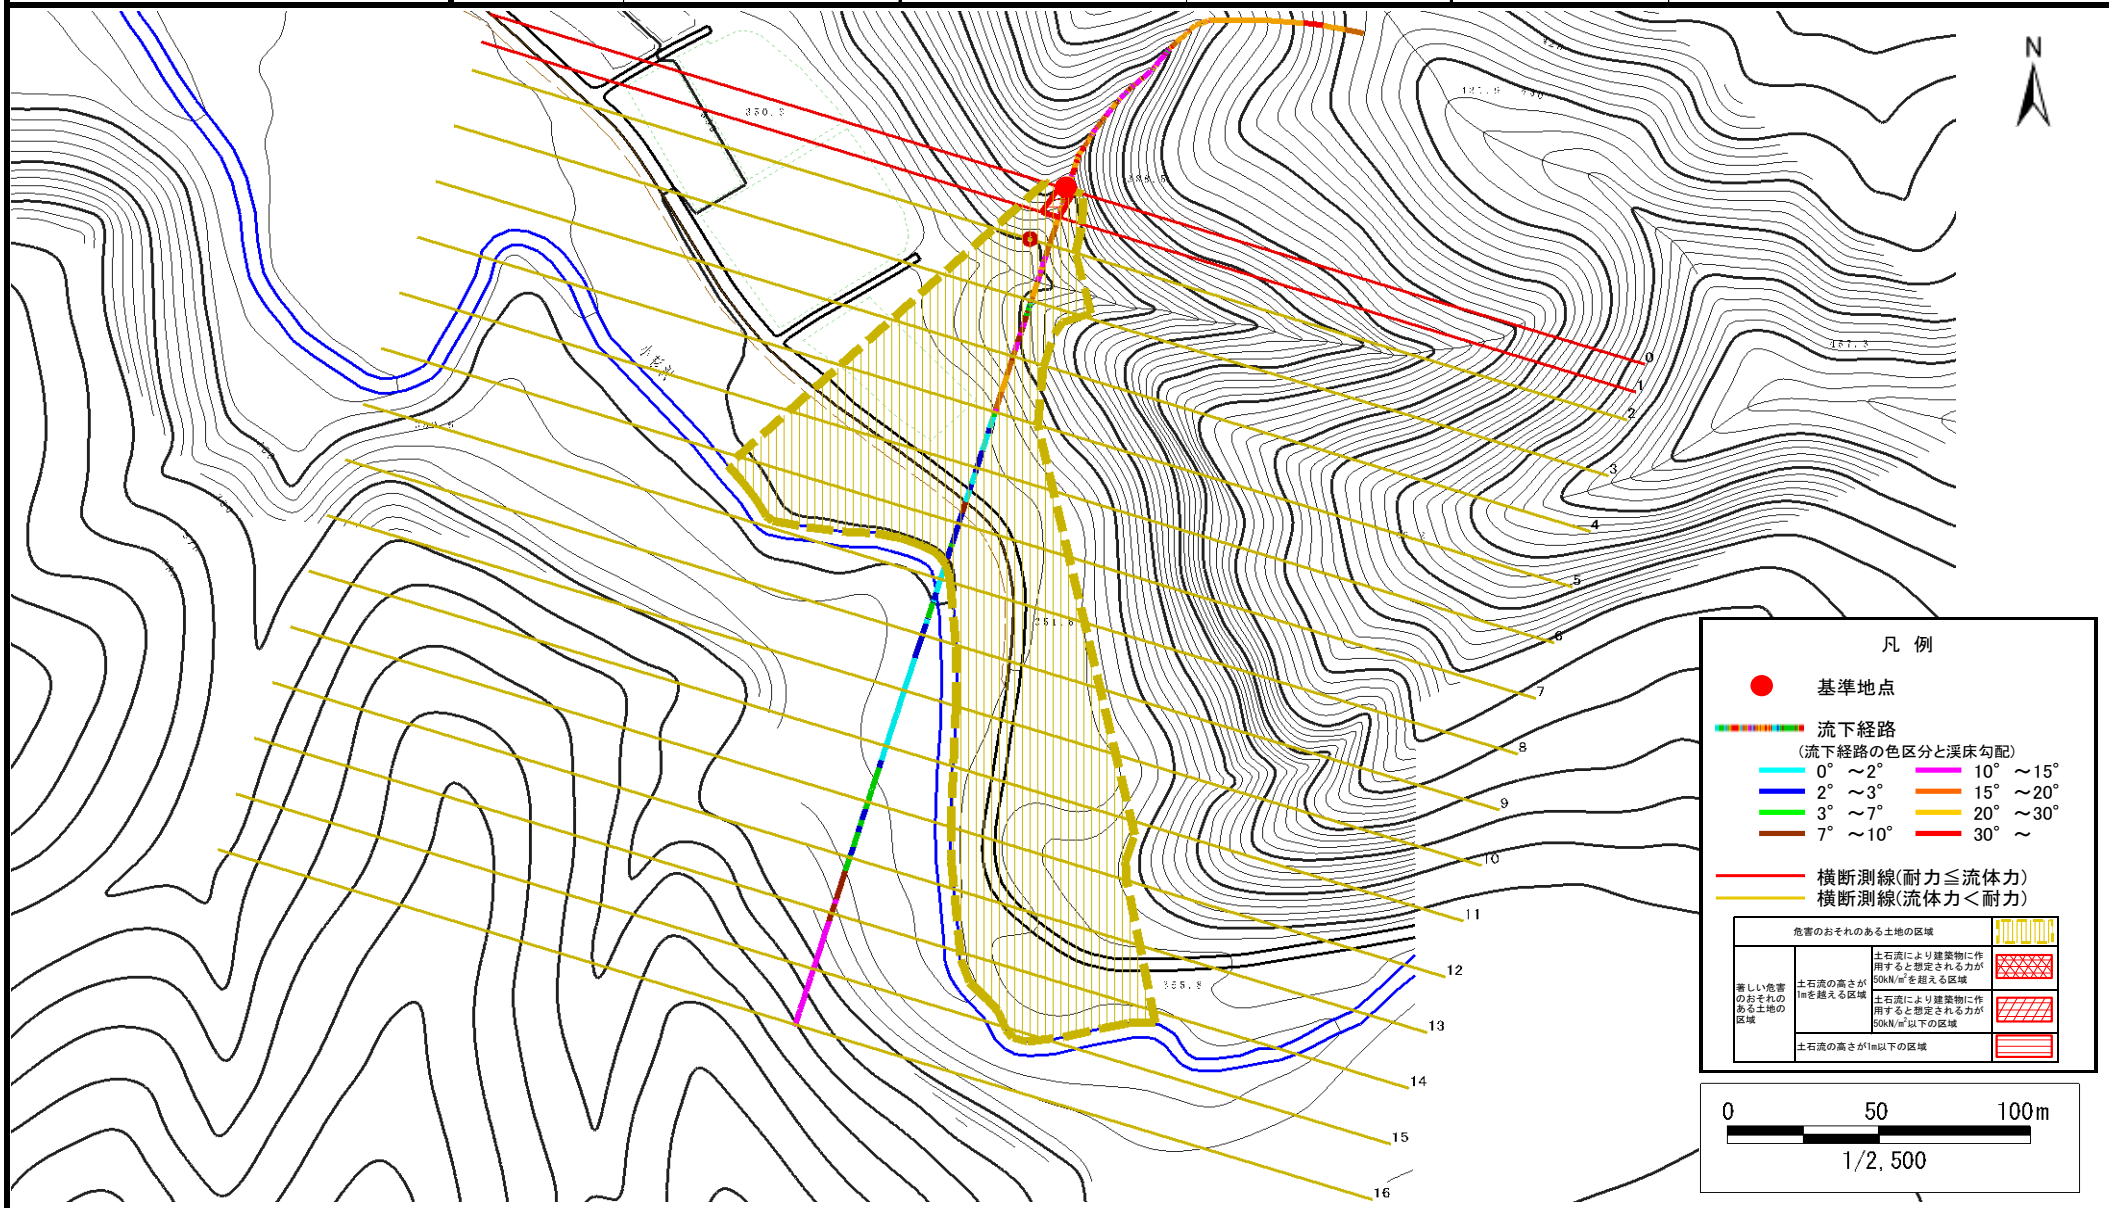 N
350.3
388.5
351.8
355.8
0
1
2
3
4
5
6
7
8
9
10
11
12
13
14
15
16
凡 例
基準地点
流下経路
(流下経路の色区分と渓床勾配)
0° ～2° 10° ～15°
2° ～3° 15° ～20°
3° ～7° 20° ～30°
7° ～10° 30° ～
横断測線(耐力≦流体力)
横断測線(流体力＜耐力)
危害のおそれのある土地の区域
著しい危害
のおそれの
ある土地の
区域
土石流の高さが
1mを越える区域
土石流により建築物に作
用すると想定される力が
50kN/m²を超える区域
土石流により建築物に作
用すると想定される力が
50kN/m²以下の区域
土石流の高さが1m以下の区域
0 50 100m
1/2,500